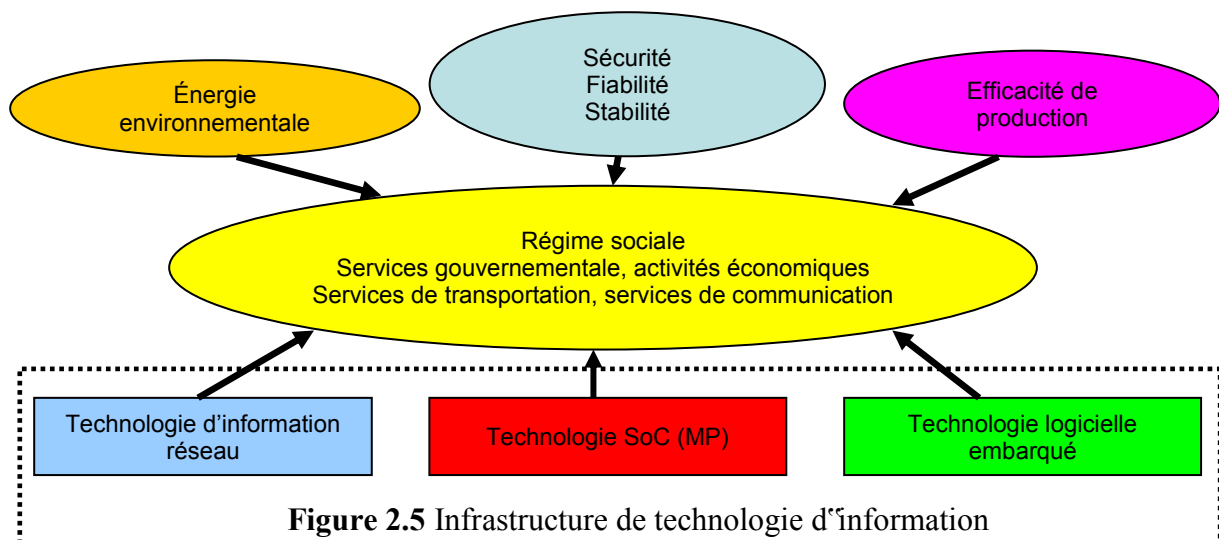 Énergie
environnementale
Sécurité
Fiabilité
Stabilité
Efficacité de
production
Régime sociale
Services gouvernementale, activités économiques
Services de transportation, services de communication
Technologie d'information
réseau
Technologie SoC (MP)
Technologie logicielle
embarqué
Figure 2.5 Infrastructure de technologie d‟information